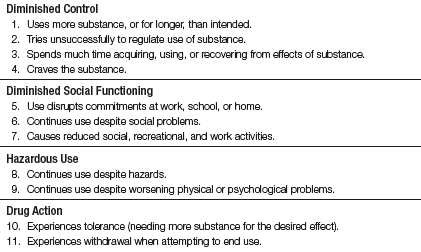 Diminished Control
1. Uses more substance, or for longer, than intended.
2. Tries unsuccessfully to regulate use of substance.
3. Spends much time acquiring, using, or recovering from effects of substance.
4. Craves the substance.
Diminished Social Functioning
5. Use disrupts commitments at work, school, or home.
6. Continues use despite social problems.
7. Causes reduced social, recreational, and work activities.
Hazardous Use
8. Continues use despite hazards.
9. Continues use despite worsening physical or psychological problems.
Drug Action
10. Experiences tolerance (needing more substance for the desired effect).
11. Experiences withdrawal when attempting to end use.